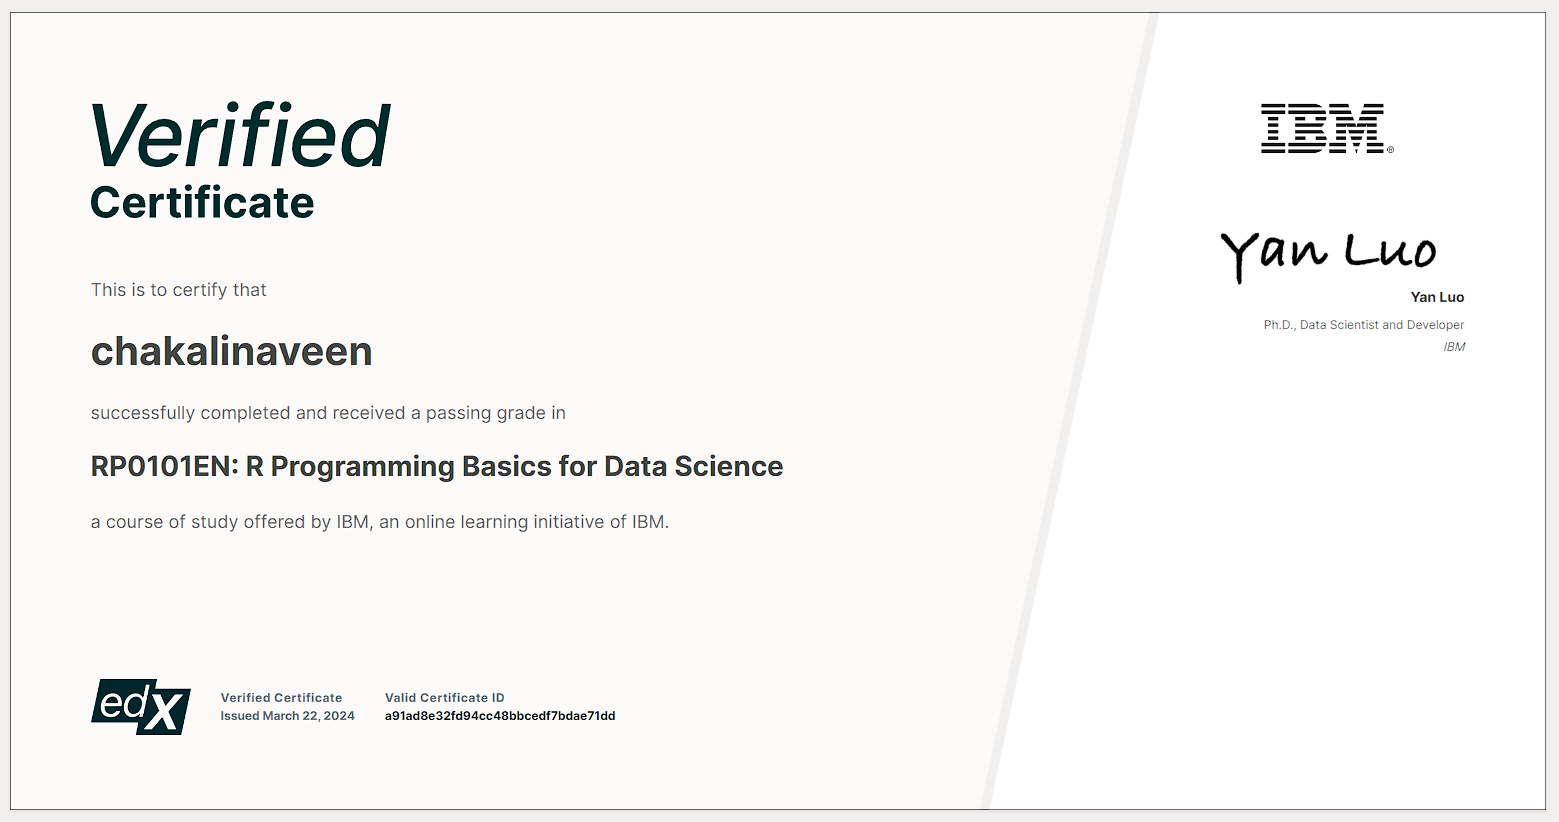 Verified
Certificate
This is to certify that
chakalinaveen
successfully completed and received a passing grade in
RP0101EN: R Programming Basics for Data Science
a course of study offered by IBM, an online learning initiative of IBM.
edX
Verified Certificate
Issued March 22, 2024
Valid Certificate ID
a91ad8e32fd94cc48bbcedf7bdae71dd
IBM®
Yan Luo
Yan Luo
Ph.D., Data Scientist and Developer
IBM